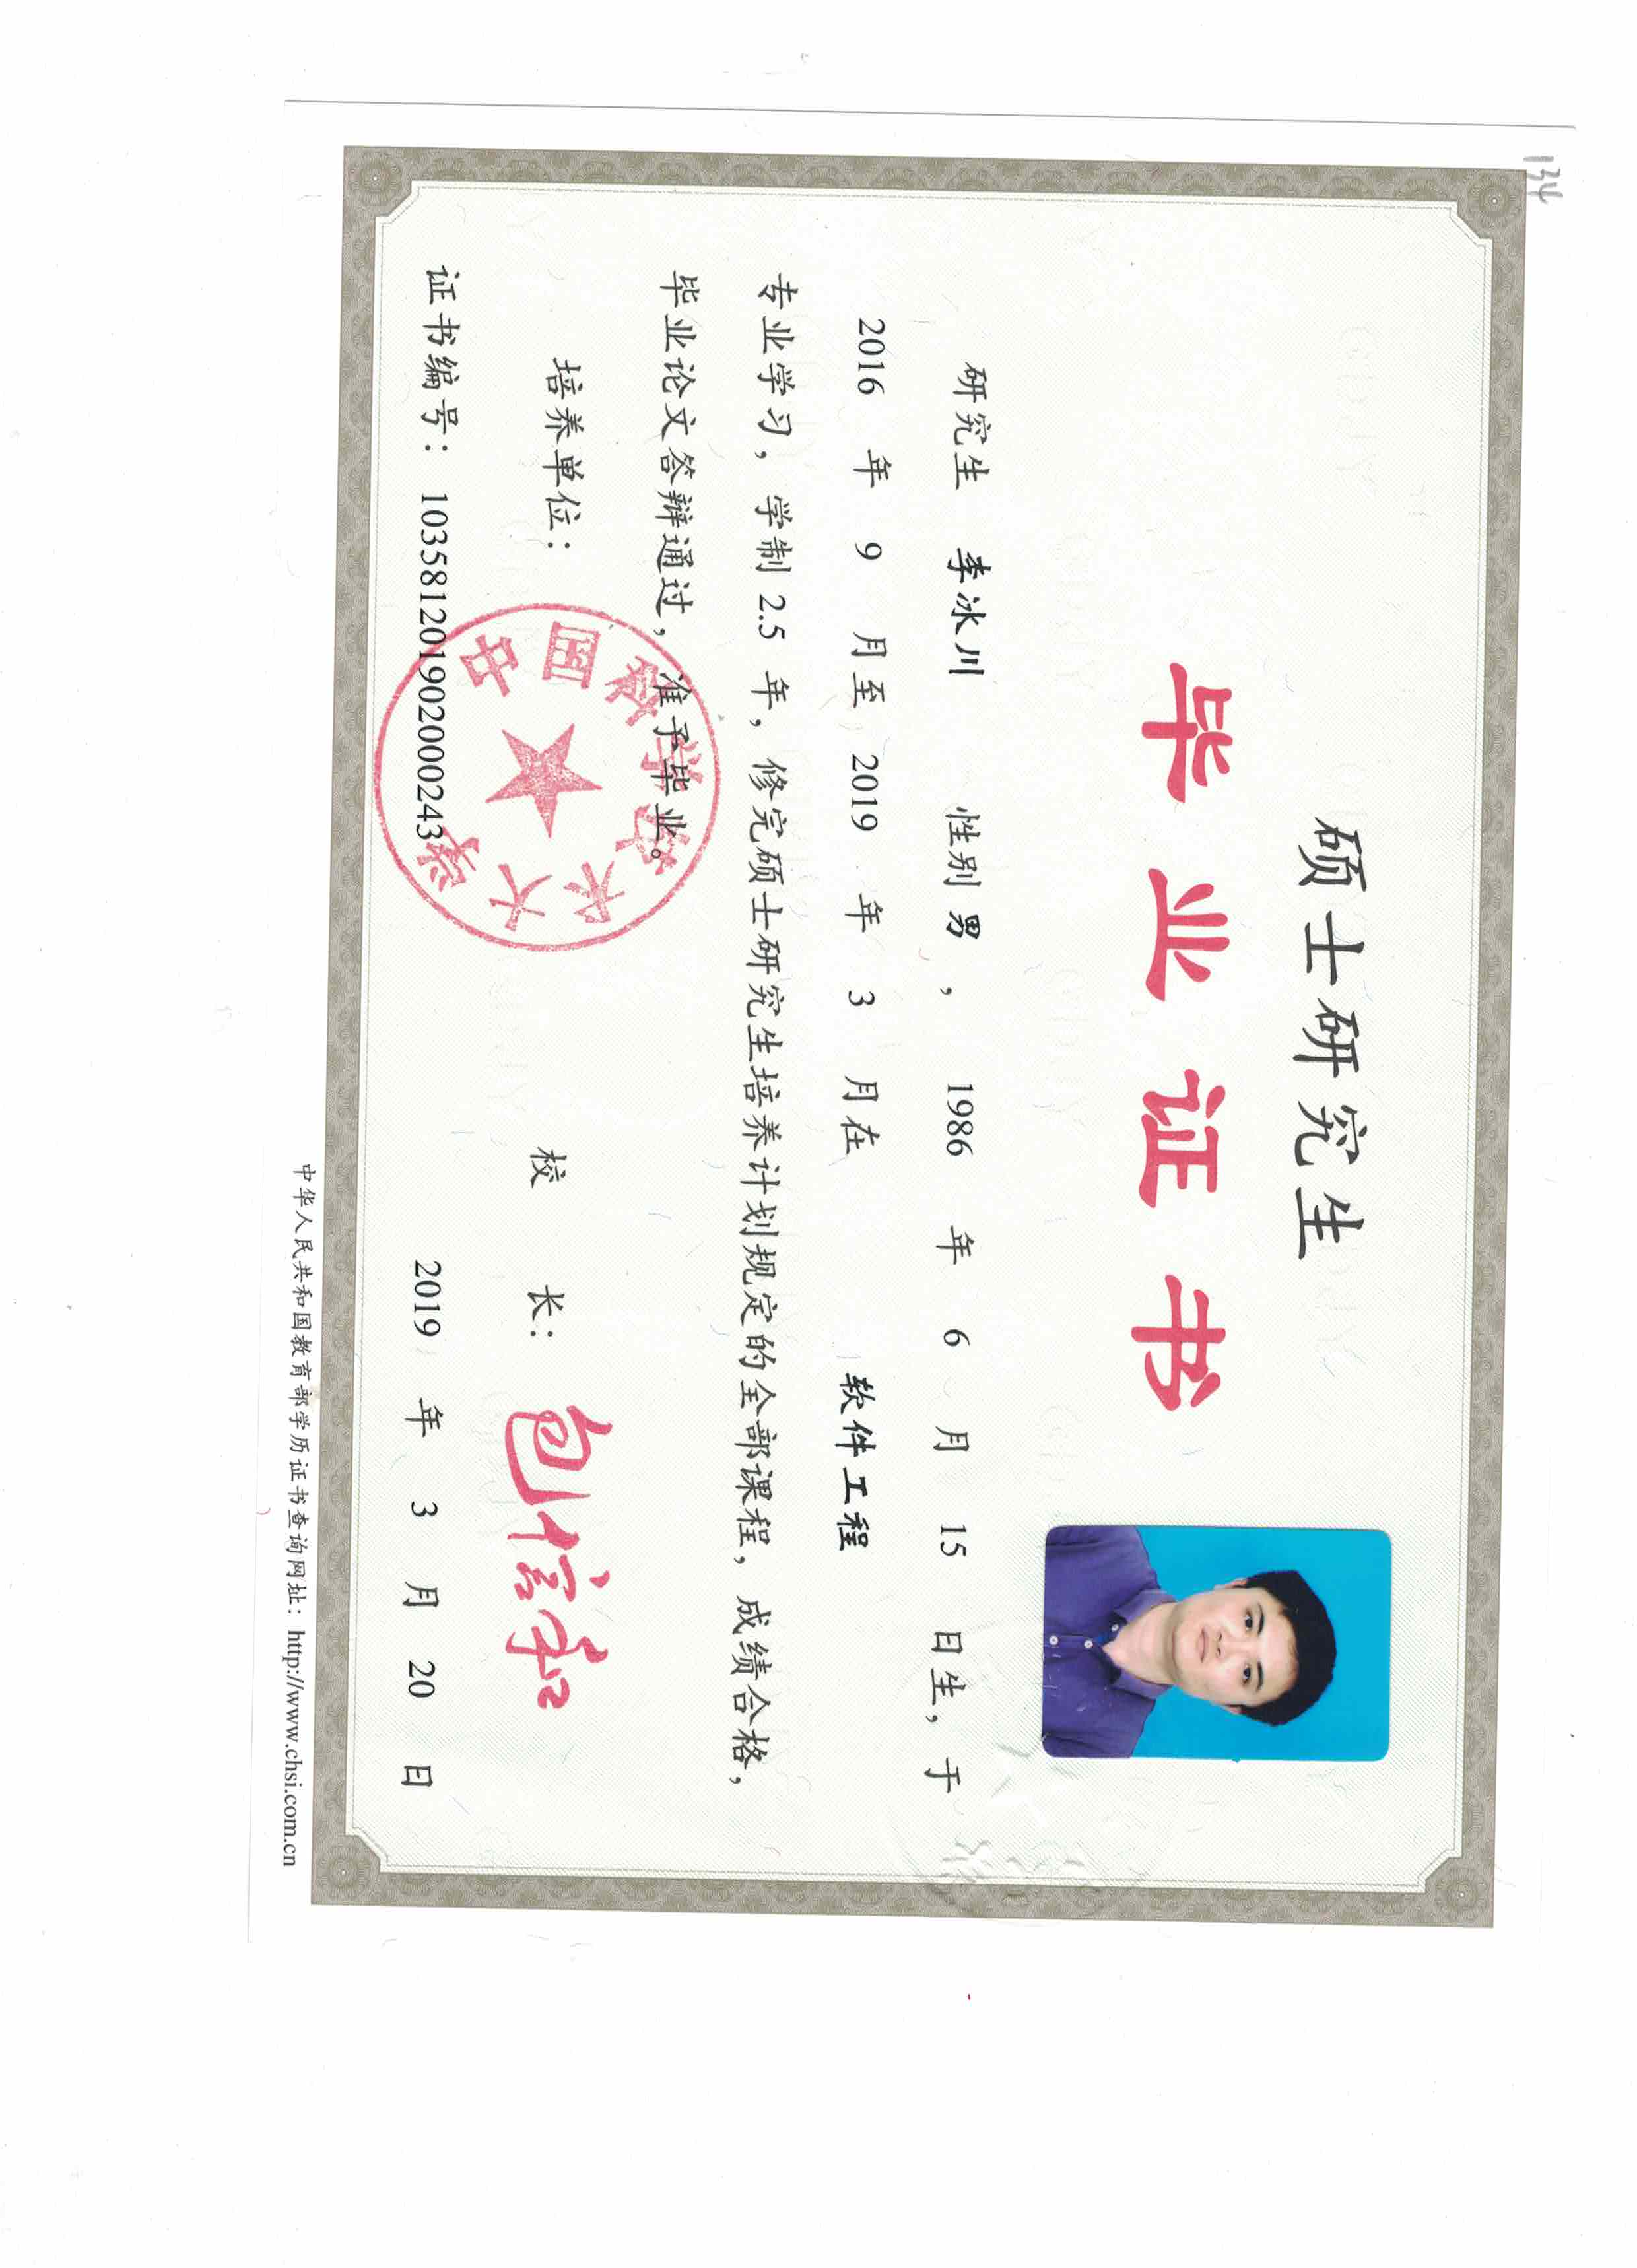 134
硕士研究生
毕业证书
研究生 李冰川 性别 男 , 1986 年 6 月 15 日生, 于
2016 年 9 月至 2019 年 3 月在 软件工程
专业学习, 学制 2.5 年, 修完硕士研究生培养计划规定的全部课程, 成绩合格,
毕业论文答辩通过, 准予毕业。
中国科学技术大学
培养单位: 校 长: 包信和
证书编号: 103581201902000243 2019 年 3 月 20 日
中华人民共和国教育部学历证书查询网址: http://www.chsi.com.cn